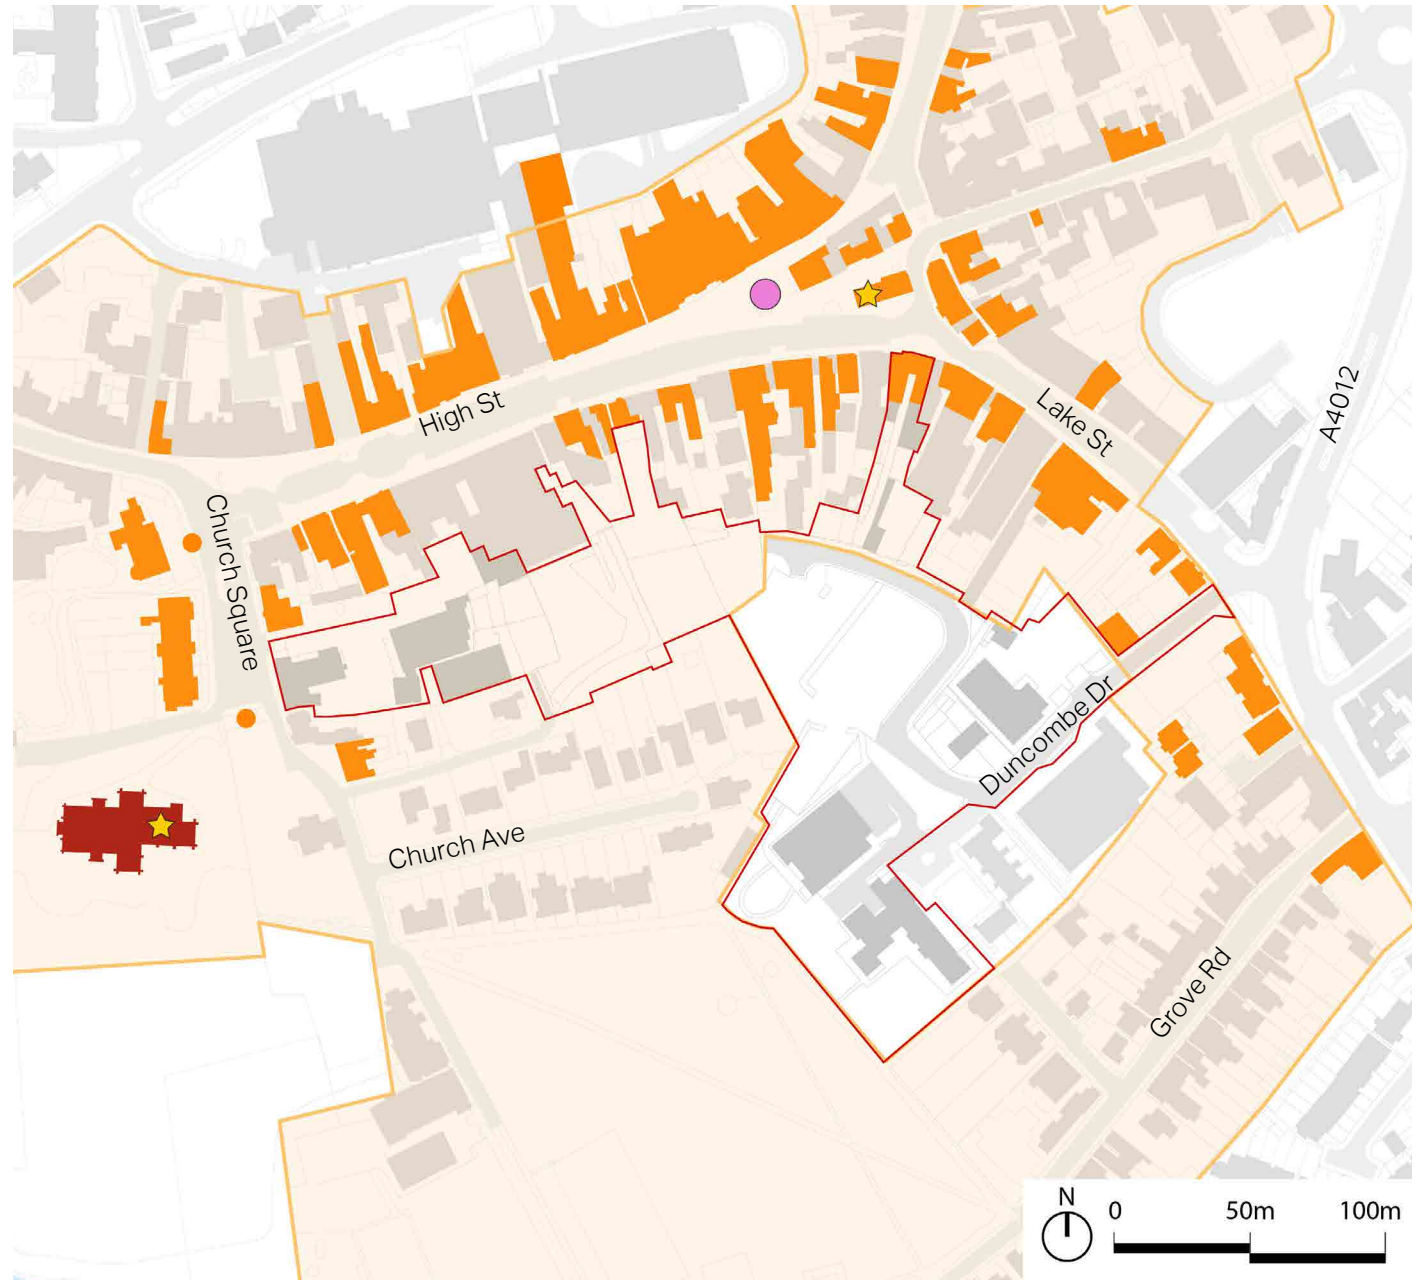 High St
Lake St
A4012
Church Square
Duncombe Dr
Church Ave
Grove Rd
N
0 50m 100m